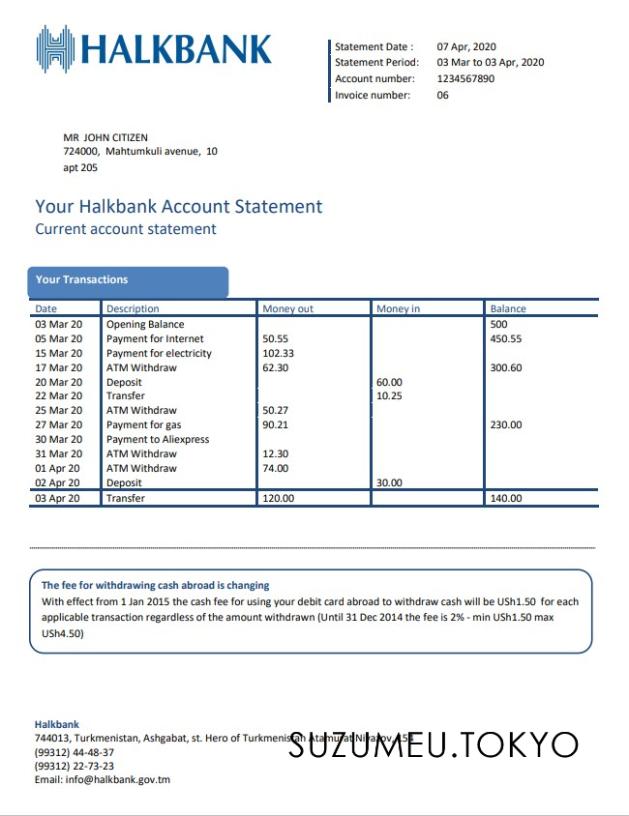 HALKBANK
Statement Date : 07 Apr, 2020
Statement Period: 03 Mar to 03 Apr, 2020
Account number: 1234567890
Invoice number: 06
MR JOHN CITIZEN
724000, Mahtumkuli avenue, 10
apt 205
Your Halkbank Account Statement
Current account statement
Your Transactions
Date Description Money out Money in Balance
03 Mar 20 Opening Balance 500
05 Mar 20 Payment for Internet 50.55 450.55
15 Mar 20 Payment for electricity 102.33
17 Mar 20 ATM Withdraw 62.30 300.60
20 Mar 20 Deposit 60.00
22 Mar 20 Transfer 10.25
25 Mar 20 ATM Withdraw 50.27
27 Mar 20 Payment for gas 90.21 230.00
30 Mar 20 Payment to Aliexpress
31 Mar 20 ATM Withdraw 12.30
01 Apr 20 ATM Withdraw 74.00
02 Apr 20 Deposit 30.00
03 Apr 20 Transfer 120.00 140.00
The fee for withdrawing cash abroad is changing
With effect from 1 Jan 2015 the cash fee for using your debit card abroad to withdraw cash will be USh1.50 for each
applicable transaction regardless of the amount withdrawn (Until 31 Dec 2014 the fee is 2% - min USh1.50 max
USh4.50)
Halkbank
744013, Turkmenistan, Ashgabat, st. Hero of Turkmenistan Atamurat Niyazov,
SUZUMEU.TOKYO
(99312) 44-48-37
(99312) 22-73-23
Email: info@halkbank.gov.tm